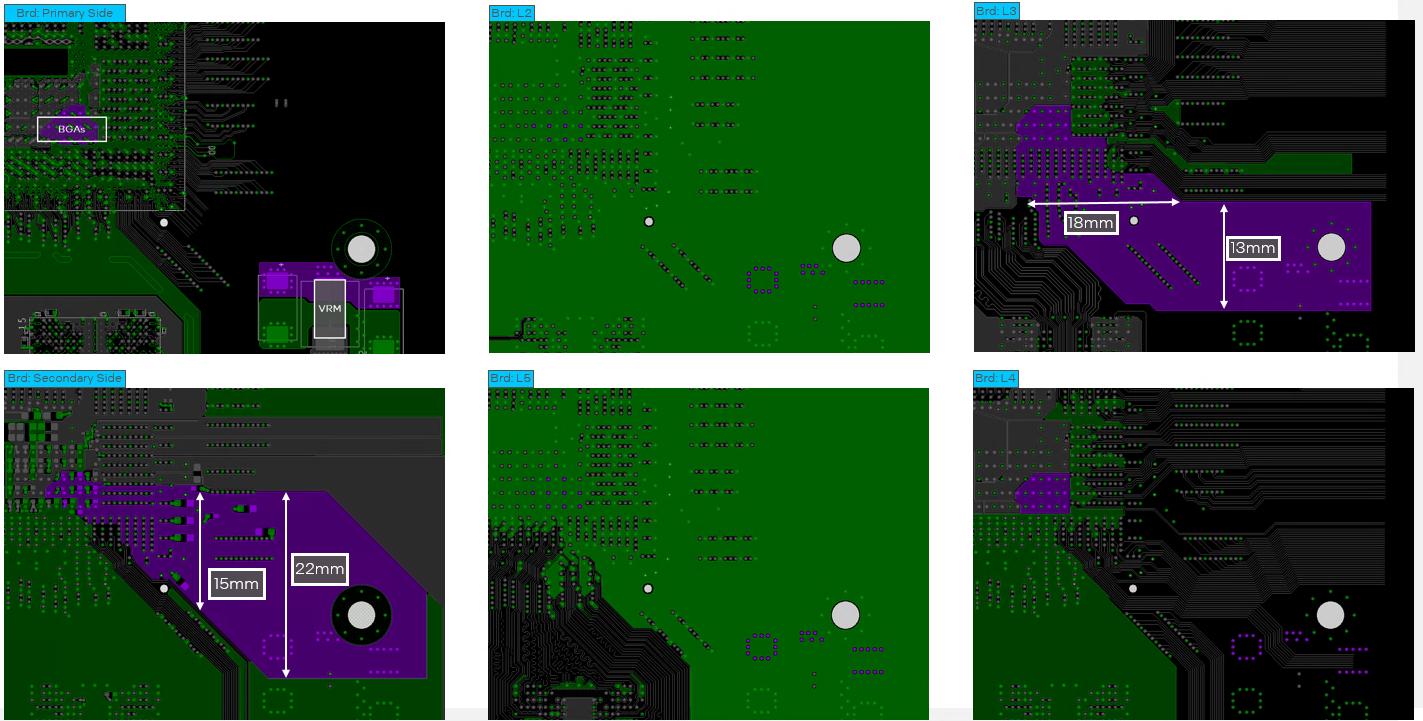 Brd: Primary Side
Brd: L2
Brd: L3
BGAs
VRM
18mm
13mm
Brd: Secondary Side
Brd: L5
Brd: L4
15mm
22mm